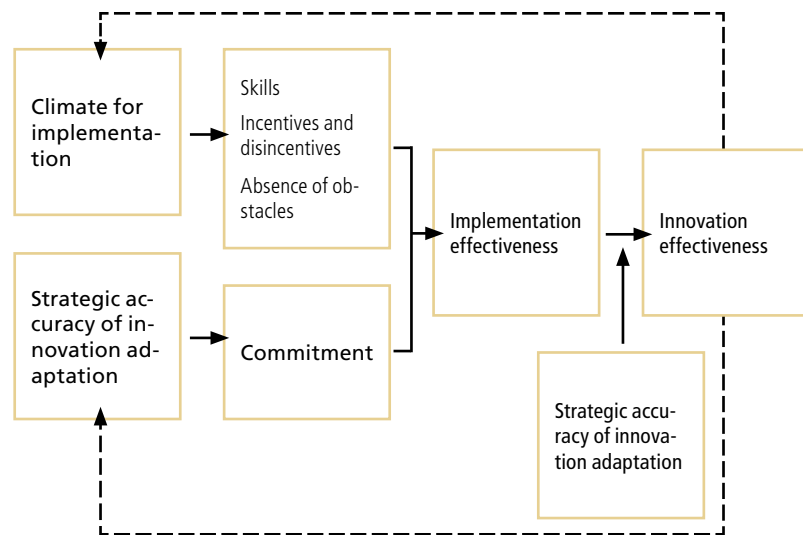 Climate for
implementa-
tion
Skills
Incentives and
disincentives
Absence of ob-
stacles
Implementation
effectiveness
Innovation
effectiveness
Strategic ac-
curacy of in-
novation ad-
aptation
Commitment
Strategic accu-
racy of innova-
tion adaptation